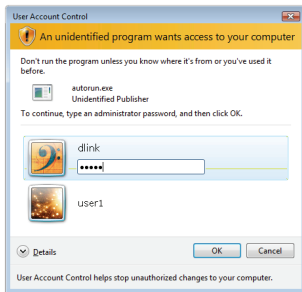 User Account Control
An unidentified program wants access to your computer
Don't run the program unless you know where it's from or you've used it
before.
autorun.exe
Unidentified Publisher
To continue, type an administrator password, and then click OK.
dlink
•••••
user1
Details
OK Cancel
User Account Control helps stop unauthorized changes to your computer.